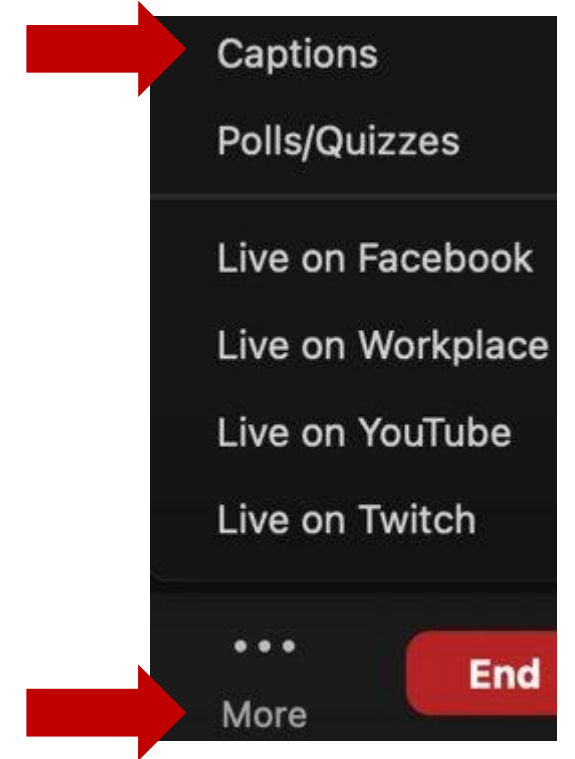 Captions
Polls/Quizzes
Live on Facebook
Live on Workplace
Live on YouTube
Live on Twitch
More
End